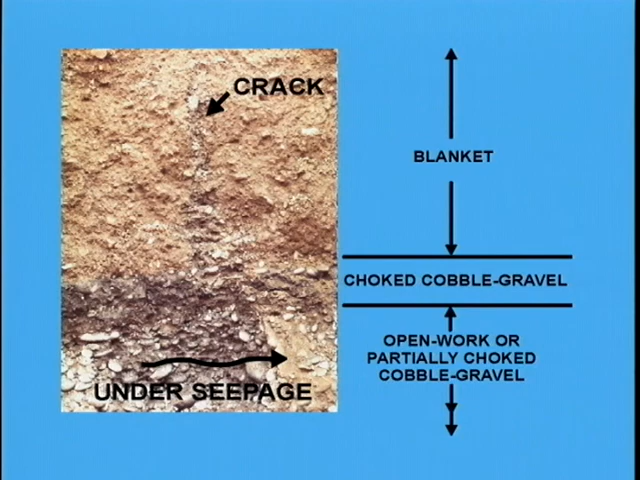 CRACK
BLANKET
CHOKED COBBLE-GRAVEL
OPEN-WORK OR
PARTIALLY CHOKED
COBBLE-GRAVEL
UNDER SEEPAGE